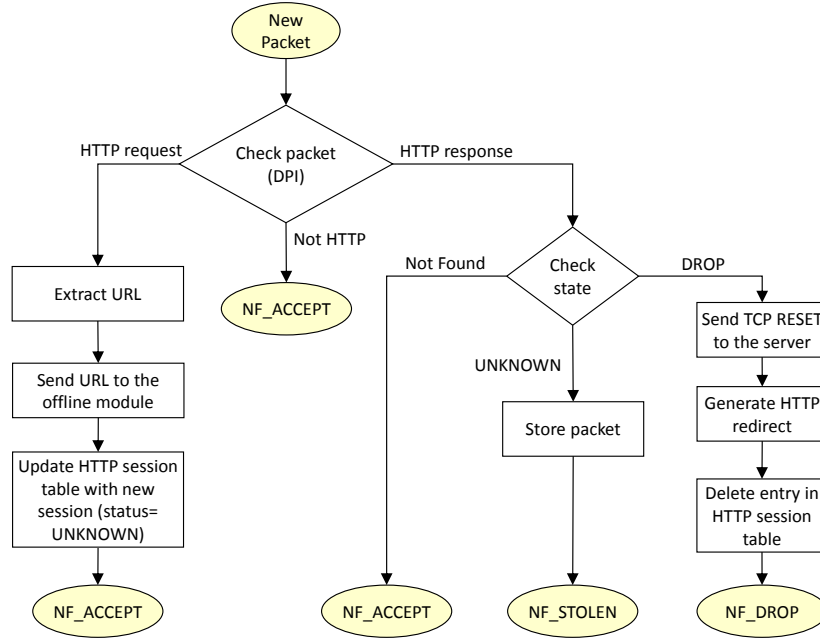 New
Packet
HTTP request
Check packet
(DPI)
HTTP response
Not HTTP
Not Found
Check
state
DROP
Extract URL
NF_ACCEPT
Send TCP RESET
to the server
UNKNOWN
Send URL to the
offline module
Store packet
Generate HTTP
redirect
Update HTTP session
table with new
session (status=
UNKNOWN)
Delete entry in
HTTP session
table
NF_ACCEPT
NF_ACCEPT
NF_STOLEN
NF_DROP